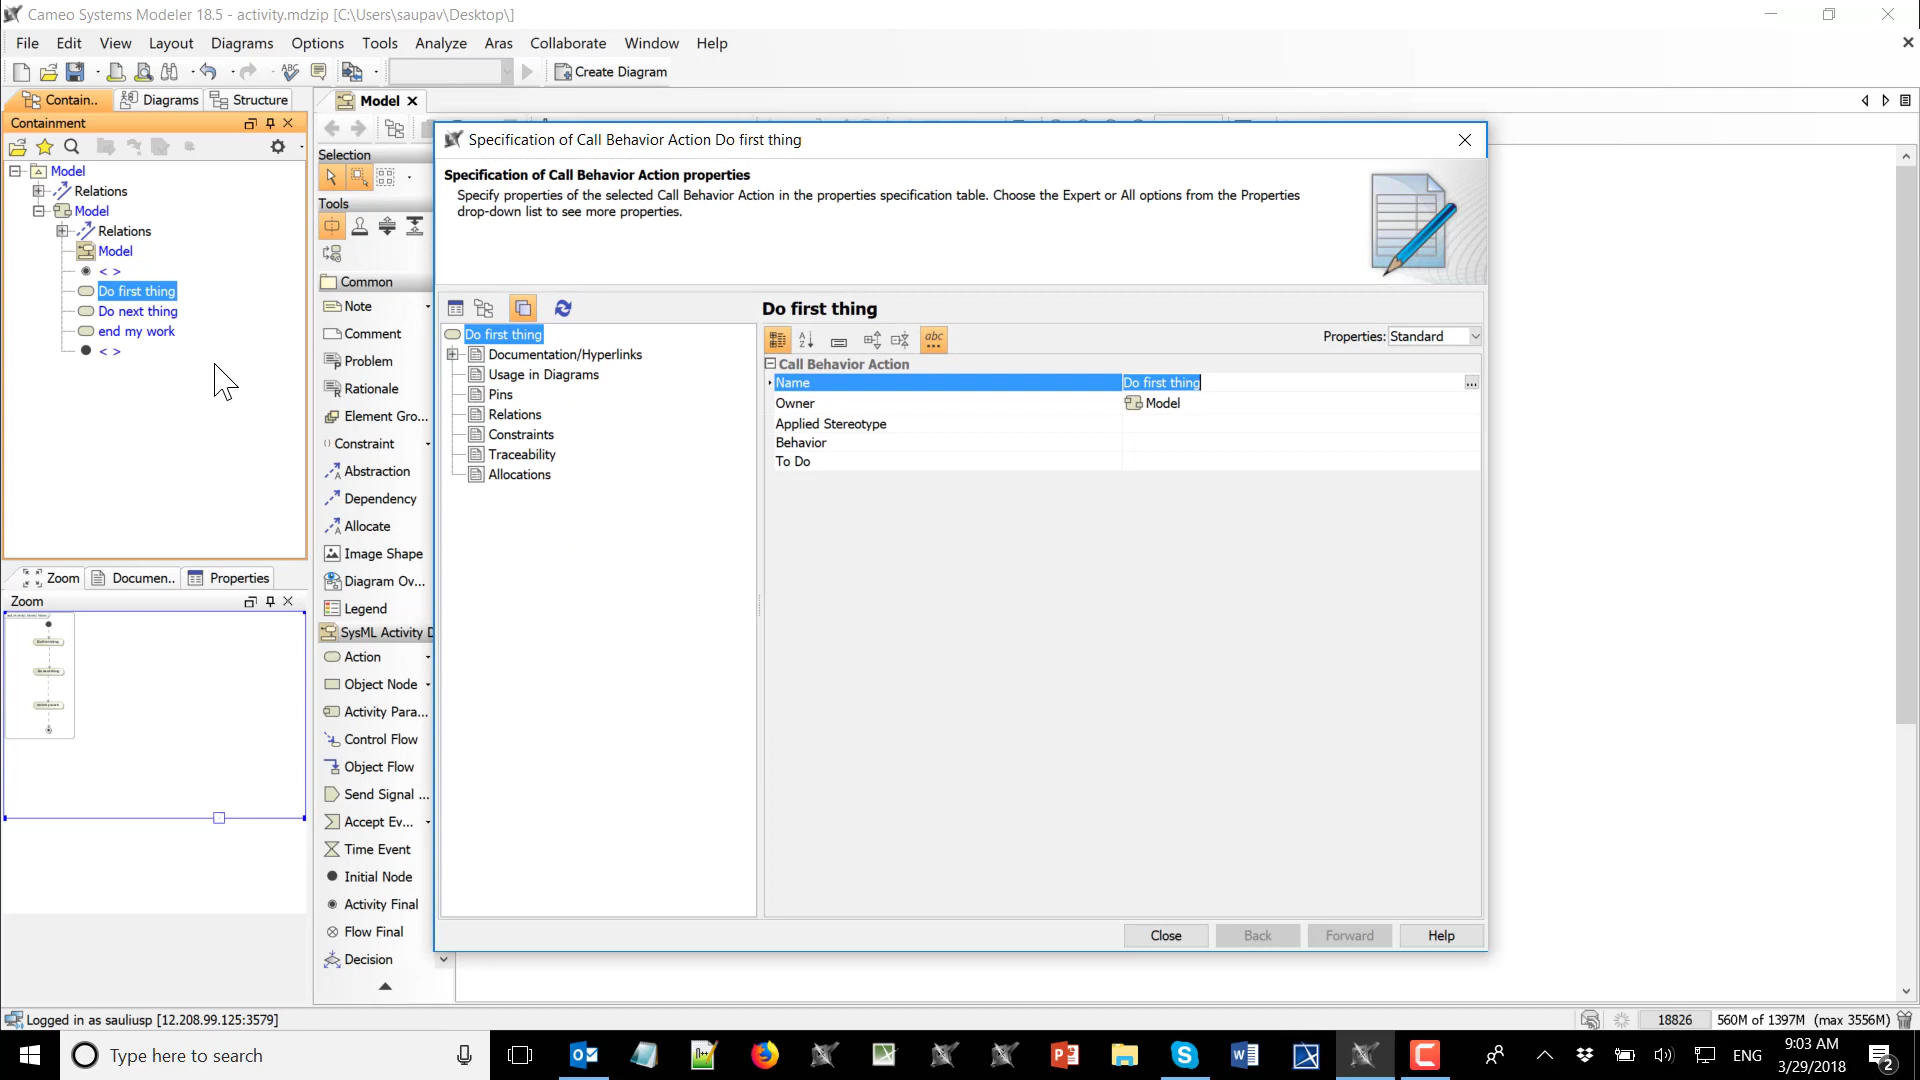 Cameo Systems Modeler 18.5 - activity.mdzip [C:\Users\saupav\Desktop\]
File Edit View Layout Diagrams Options Tools Analyze Aras Collaborate Window Help
Create Diagram
Contain.. Diagrams Structure
Model
Containment
Model
Relations
Model
Relations
Model
< >
Do first thing
Do next thing
end my work
< >
Zoom Documen.. Properties
Zoom
Selection
Tools
Common
Note
Comment
Problem
Rationale
Element Gro...
Constraint
Abstraction
Dependency
Allocate
Image Shape
Diagram Ov...
Legend
SysML Activity D
Action
Object Node
Activity Para...
Control Flow
Object Flow
Send Signal ...
Accept Ev...
Time Event
Initial Node
Activity Final
Flow Final
Decision
Specification of Call Behavior Action Do first thing
Specification of Call Behavior Action properties
Specify properties of the selected Call Behavior Action in the properties specification table. Choose the Expert or All options from the Properties
drop-down list to see more properties.
Do first thing
Documentation/Hyperlinks
Usage in Diagrams
Pins
Relations
Constraints
Traceability
Allocations
Do first thing
Properties: Standard
Call Behavior Action
Name Do first thing
Owner Model
Applied Stereotype
Behavior
To Do
Close Back Forward Help
Logged in as sauliusp [12.208.99.125:3579]
18826 560M of 1397M (max 3556M)
Type here to search
ENG
9:03 AM
3/29/2018
2